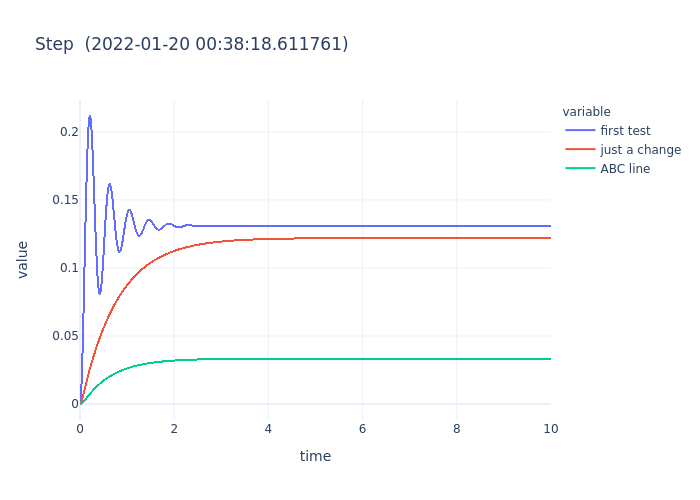 Step  (2022-01-20 00:38:18.611761)
variable
first test
just a change
ABC line
value
0.2
0.15
0.1
0.05
0
0 2 4 6 8 10
time